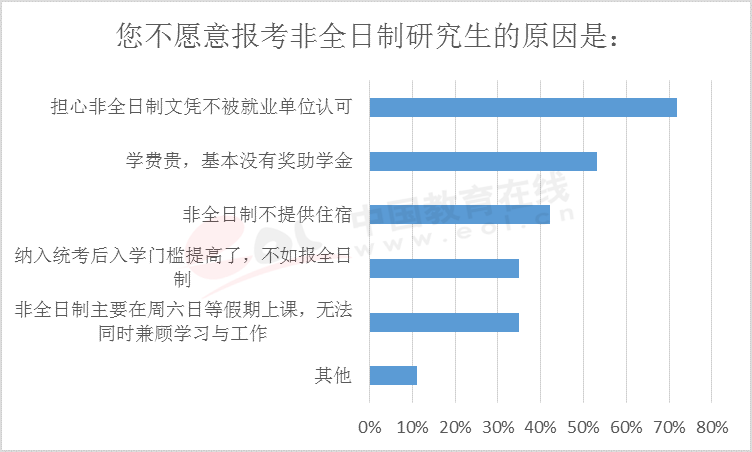 您不愿意报考非全日制研究生的原因是：
担心非全日制文凭不被就业单位认可
学费贵，基本没有奖助学金
非全日制不提供住宿
纳入统考后入学门槛提高了，不如报全日
制
非全日制主要在周六日等假期上课，无法
同时兼顾学习与工作
其他
0% 10% 20% 30% 40% 50% 60% 70% 80%
eol 中国教育在线
www.eol.cn